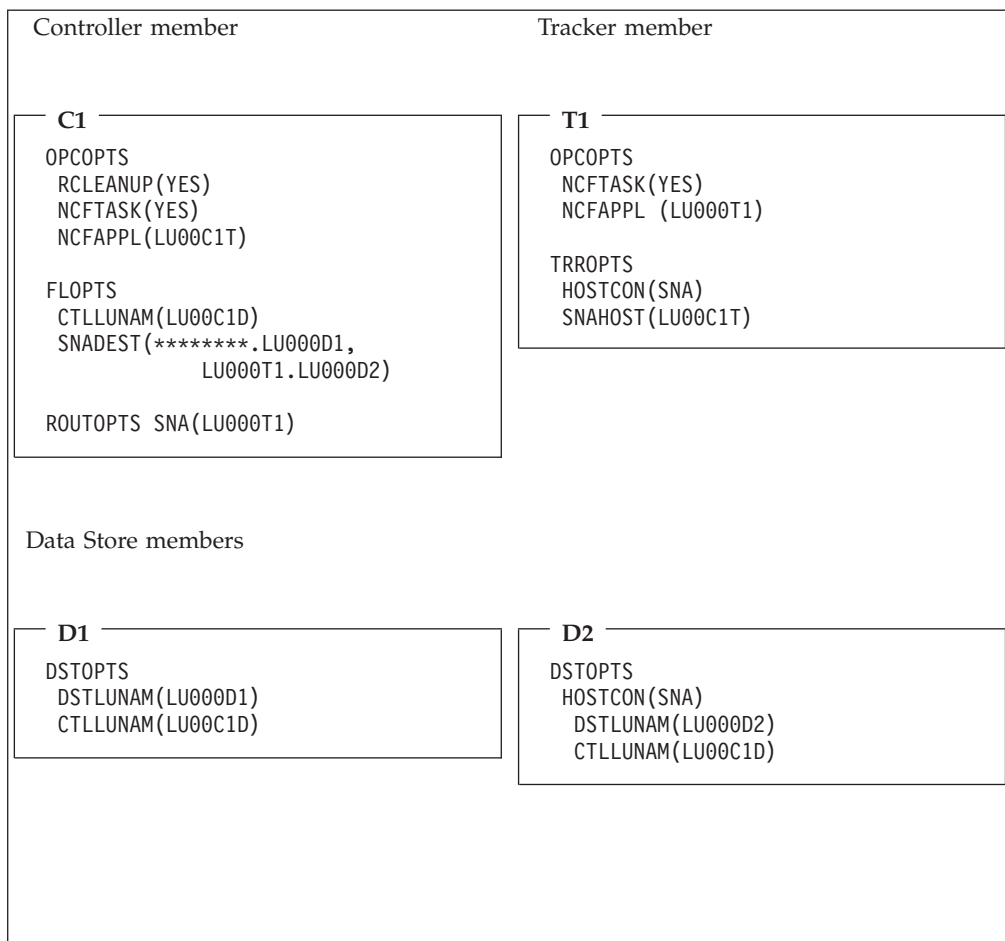 Controller member
Tracker member
C1
OPCOPTS
RCLEANUP(YES)
NCFTASK(YES)
NCFAPPL(LU00C1T)
FLOPTS
CTLLUNAM(LU00C1D)
SNADEST(********.LU000D1,
LU000T1.LU000D2)
ROUTOPTS SNA(LU000T1)
T1
OPCOPTS
NCFTASK(YES)
NCFAPPL (LU000T1)
TRROPTS
HOSTCON(SNA)
SNAHOST(LU00C1T)
Data Store members
D1
DSTOPTS
DSTLUNAM(LU000D1)
CTLLUNAM(LU00C1D)
D2
DSTOPTS
HOSTCON(SNA)
DSTLUNAM(LU000D2)
CTLLUNAM(LU00C1D)